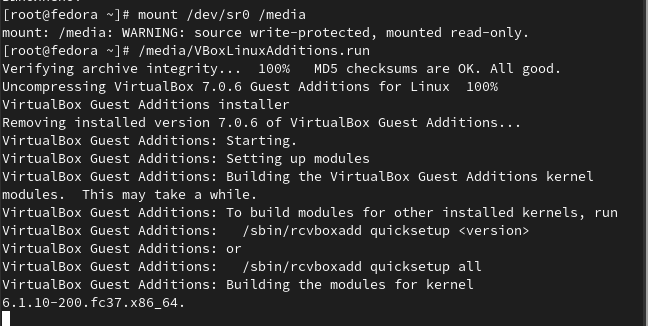 [root@fedora ~]# mount /dev/sr0 /media
mount: /media: WARNING: source write-protected, mounted read-only.
[root@fedora ~]# /media/VBoxLinuxAdditions.run
Verifying archive integrity...  100%   MD5 checksums are OK. All good.
Uncompressing VirtualBox 7.0.6 Guest Additions for Linux  100%
VirtualBox Guest Additions installer
Removing installed version 7.0.6 of VirtualBox Guest Additions...
VirtualBox Guest Additions: Starting.
VirtualBox Guest Additions: Setting up modules
VirtualBox Guest Additions: Building the VirtualBox Guest Additions kernel
modules.  This may take a while.
VirtualBox Guest Additions: To build modules for other installed kernels, run
VirtualBox Guest Additions:   /sbin/rcvboxadd quicksetup <version>
VirtualBox Guest Additions: or
VirtualBox Guest Additions:   /sbin/rcvboxadd quicksetup all
VirtualBox Guest Additions: Building the modules for kernel
6.1.10-200.fc37.x86_64.